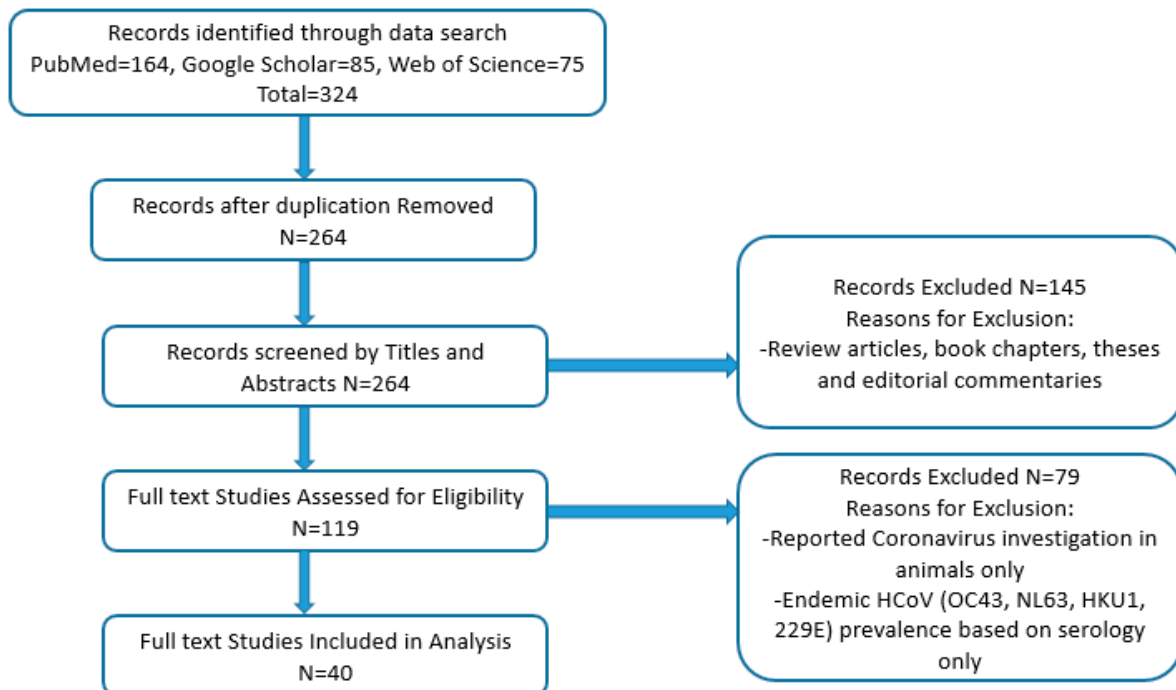 Records identified through data search
PubMed=164, Google Scholar=85, Web of Science=75
Total=324
Records after duplication Removed
N=264
Records screened by Titles and
Abstracts N=264
Records Excluded N=145
Reasons for Exclusion:
-Review articles, book chapters, theses
and editorial commentaries
Full text Studies Assessed for Eligibility
N=119
Records Excluded N=79
Reasons for Exclusion:
-Reported Coronavirus investigation in
animals only
-Endemic HCoV (OC43, NL63, HKU1,
229E) prevalence based on serology
only
Full text Studies Included in Analysis
N=40